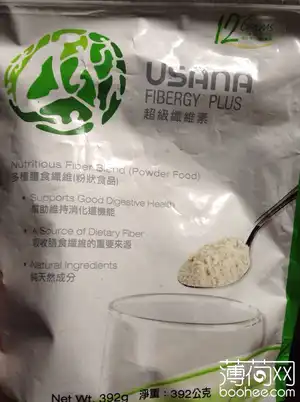 12 Grams
USANA
FIBERGY PLUS
超級纖維素
Nutritious Fiber Blend (Powder Food)
多種膳食纖維(粉狀食品)
• Supports Good Digestive Health
幫助維持消化道機能
• A Source of Dietary Fiber
膳食纖維的重要來源
• Natural Ingredients
純天然成分
Net Wt. 392g 淨重：392公克
薄荷网
boohee.com